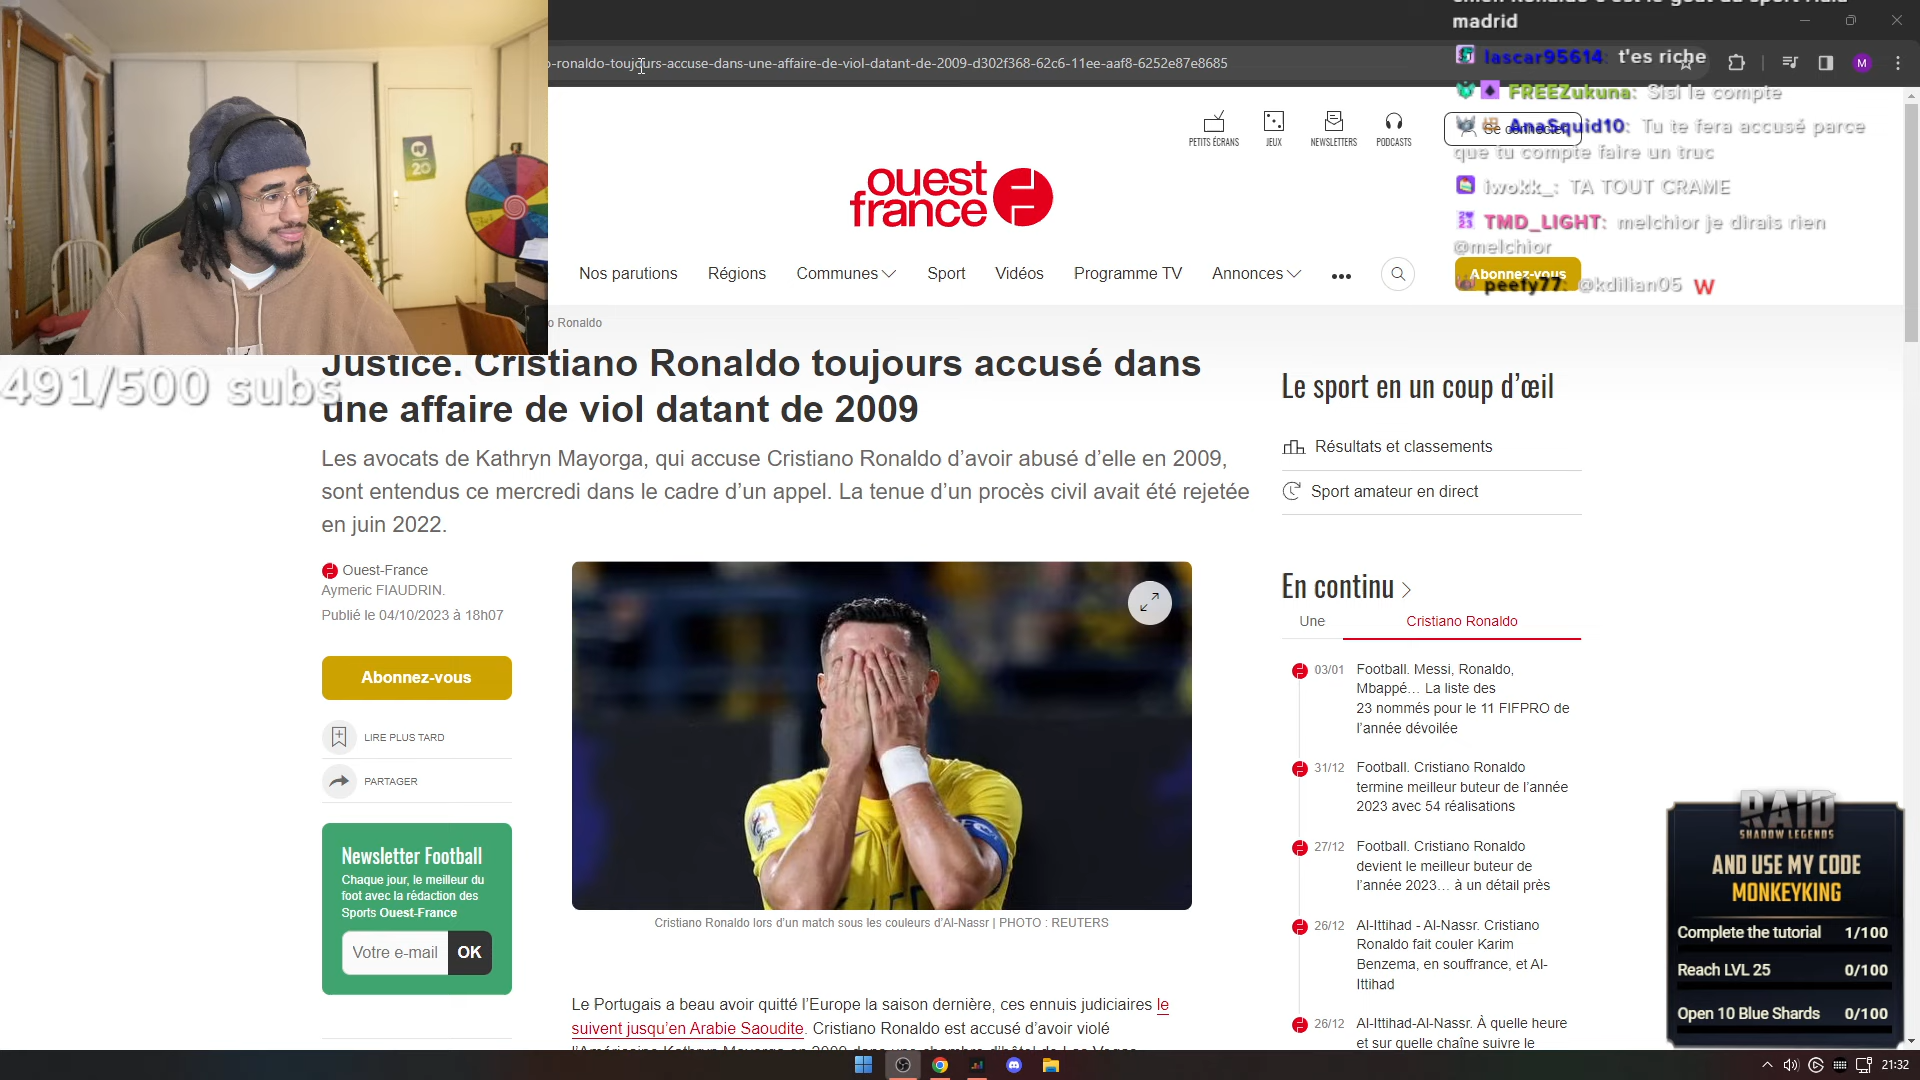 madrid
lascar95614: t'es riche
o-ronaldo-toujours-accuse-dans-une-affaire-de-viol-datant-de-2009-d302f368-62c6-11ee-aaf8-6252e87e8685
M
FREEZukuna: Sisi le compte
AnaSquid10: Tu te fera accusé parce
que tu compte faire un truc
iwokk_: TA TOUT CRAME
TMD_LIGHT: melchior je dirais rien
@melchior
peefy77: @kdilian05 W
PETITS ÉCRANS
JEUX
NEWSLETTERS
PODCASTS
Se connecter
ouest
france
Nos parutions
Régions
Communes
Sport
Vidéos
Programme TV
Annonces
Abonnez-vous
20
491/500 subs
o Ronaldo
Justice. Cristiano Ronaldo toujours accusé dans
une affaire de viol datant de 2009
Les avocats de Kathryn Mayorga, qui accuse Cristiano Ronaldo d’avoir abusé d’elle en 2009,
sont entendus ce mercredi dans le cadre d’un appel. La tenue d’un procès civil avait été rejetée
en juin 2022.
Ouest-France
Aymeric FIAUDRIN.
Publié le 04/10/2023 à 18h07
Abonnez-vous
LIRE PLUS TARD
PARTAGER
Newsletter Football
Chaque jour, le meilleur du
foot avec la rédaction des
Sports Ouest-France
Votre e-mail OK
Cristiano Ronaldo lors d’un match sous les couleurs d’Al-Nassr | PHOTO : REUTERS
Le Portugais a beau avoir quitté l’Europe la saison dernière, ces ennuis judiciaires le
suivent jusqu’en Arabie Saoudite. Cristiano Ronaldo est accusé d’avoir violé
l’Américaine Kathryn Mayorga en 2009 dans une chambre d’hôtel de Las Vegas
Le sport en un coup d’œil
Résultats et classements
Sport amateur en direct
En continu
Une
Cristiano Ronaldo
03/01 Football. Messi, Ronaldo,
Mbappé… La liste des
23 nommés pour le 11 FIFPRO de
l’année dévoilée
31/12 Football. Cristiano Ronaldo
termine meilleur buteur de l’année
2023 avec 54 réalisations
27/12 Football. Cristiano Ronaldo
devient le meilleur buteur de
l’année 2023… à un détail près
26/12 Al-Ittihad - Al-Nassr. Cristiano
Ronaldo fait couler Karim
Benzema, en souffrance, et Al-
Ittihad
26/12 Al-Ittihad-Al-Nassr. À quelle heure
et sur quelle chaîne suivre le
RAID
SHADOW LEGENDS
AND USE MY CODE
MONKEYKING
Complete the tutorial 1/100
Reach LVL 25 0/100
Open 10 Blue Shards 0/100
21:32